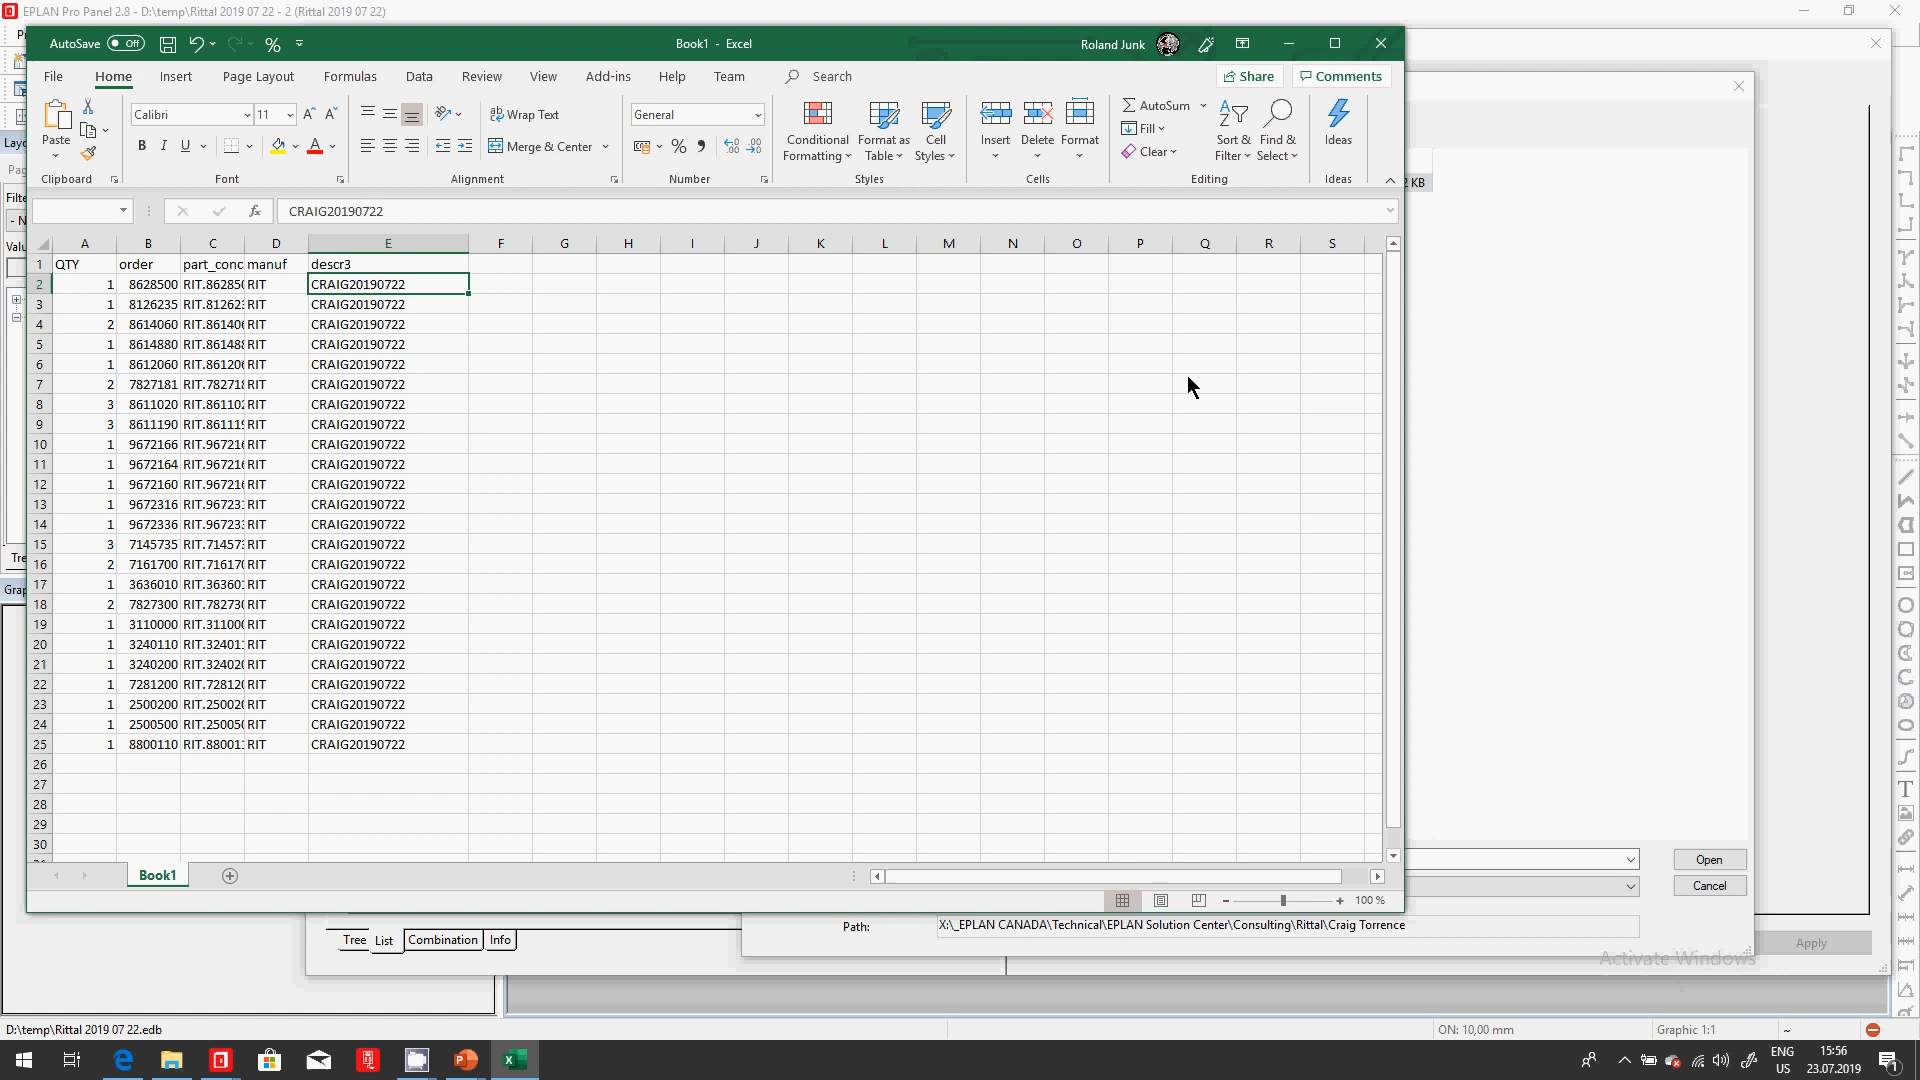 EPLAN Pro Panel 2.8 - D:\temp\Rittal 2019 07 22 - 2 (Rittal 2019 07 22)
AutoSave Off
Book1 - Excel
Roland Junk
File Home Insert Page Layout Formulas Data Review View Add-ins Help Team Search
Share Comments
Paste
Calibri 11
B I U
Wrap Text
Merge & Center
General
Conditional Formatting
Format as Table
Cell Styles
Insert Delete Format
AutoSum
Fill
Clear
Sort & Filter
Find & Select
Ideas
Clipboard Font Alignment Number Styles Cells Editing Ideas
2 KB
fx CRAIG20190722
A B C D E F G H I J K L M N O P Q R S
1 QTY order part_conc manuf descr3
2 1 8628500 RIT.86285( RIT CRAIG20190722
3 1 8126235 RIT.81262: RIT CRAIG20190722
4 2 8614060 RIT.86140( RIT CRAIG20190722
5 1 8614880 RIT.86148 RIT CRAIG20190722
6 1 8612060 RIT.86120( RIT CRAIG20190722
7 2 7827181 RIT.78271 RIT CRAIG20190722
8 3 8611020 RIT.86110: RIT CRAIG20190722
9 3 8611190 RIT.86111 RIT CRAIG20190722
10 1 9672166 RIT.96721( RIT CRAIG20190722
11 1 9672164 RIT.96721( RIT CRAIG20190722
12 1 9672160 RIT.96721( RIT CRAIG20190722
13 1 9672316 RIT.96723: RIT CRAIG20190722
14 1 9672336 RIT.96723: RIT CRAIG20190722
15 3 7145735 RIT.71457: RIT CRAIG20190722
16 2 7161700 RIT.71617( RIT CRAIG20190722
17 1 3636010 RIT.36360: RIT CRAIG20190722
18 2 7827300 RIT.78273( RIT CRAIG20190722
19 1 3110000 RIT.31100( RIT CRAIG20190722
20 1 3240110 RIT.32401: RIT CRAIG20190722
21 1 3240200 RIT.32402( RIT CRAIG20190722
22 1 7281200 RIT.72812( RIT CRAIG20190722
23 1 2500200 RIT.25002( RIT CRAIG20190722
24 1 2500500 RIT.25005( RIT CRAIG20190722
25 1 8800110 RIT.88001: RIT CRAIG20190722
26
27
28
29
30
Book1
100 %
Open
Cancel
Path: X:\_EPLAN CANADA\Technical\EPLAN Solution Center\Consulting\Rittal\Craig Torrence
Tree List Combination Info
Apply
Activate Windows
D:\temp\Rittal 2019 07 22.edb
ON: 10,00 mm
Graphic 1:1
~
ENG
US
15:56
23.07.2019
1